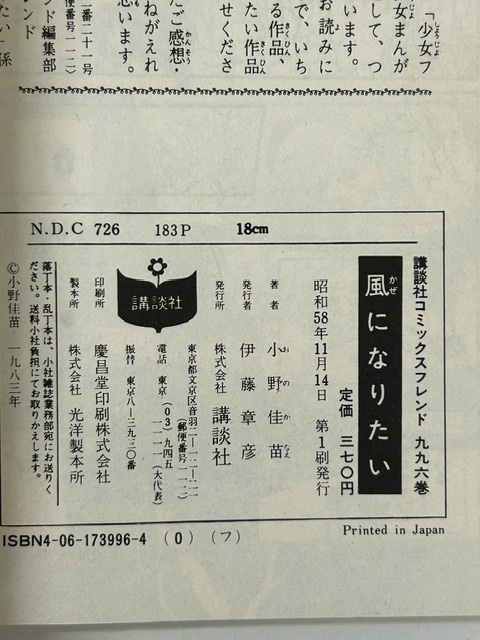 「少女フ
女まんが
して、つ
います。
お読みに
で、いち
る作品、
たい作品
せくださ
たご感想・
ねがえれ
思います。
便番号一一二)
二十一号
ド編集部
レンド
係
N.D.C 726 183P 18cm
講談社コミックスフレンド 九九六巻
風になりたい
定価 三七〇円
昭和58年11月14日 第1刷発行
著者 小野佳苗
発行者 伊藤章彦
発行所 株式会社 講談社
東京都文京区音羽二―一二―二一
(郵便番号一一二)
電話 東京(03)九四五―一一一一(大代表)
振替 東京八―三九三〇番
講談社
印刷所 慶昌堂印刷株式会社
製本所 株式会社 光洋製本所
落丁本・乱丁本は、小社雑誌業務部宛にお送りく
ださい。送料小社負担にてお取りかえします。
©小野佳苗 一九八三年
Printed in Japan
ISBN4-06-173996-4 (0) (フ)